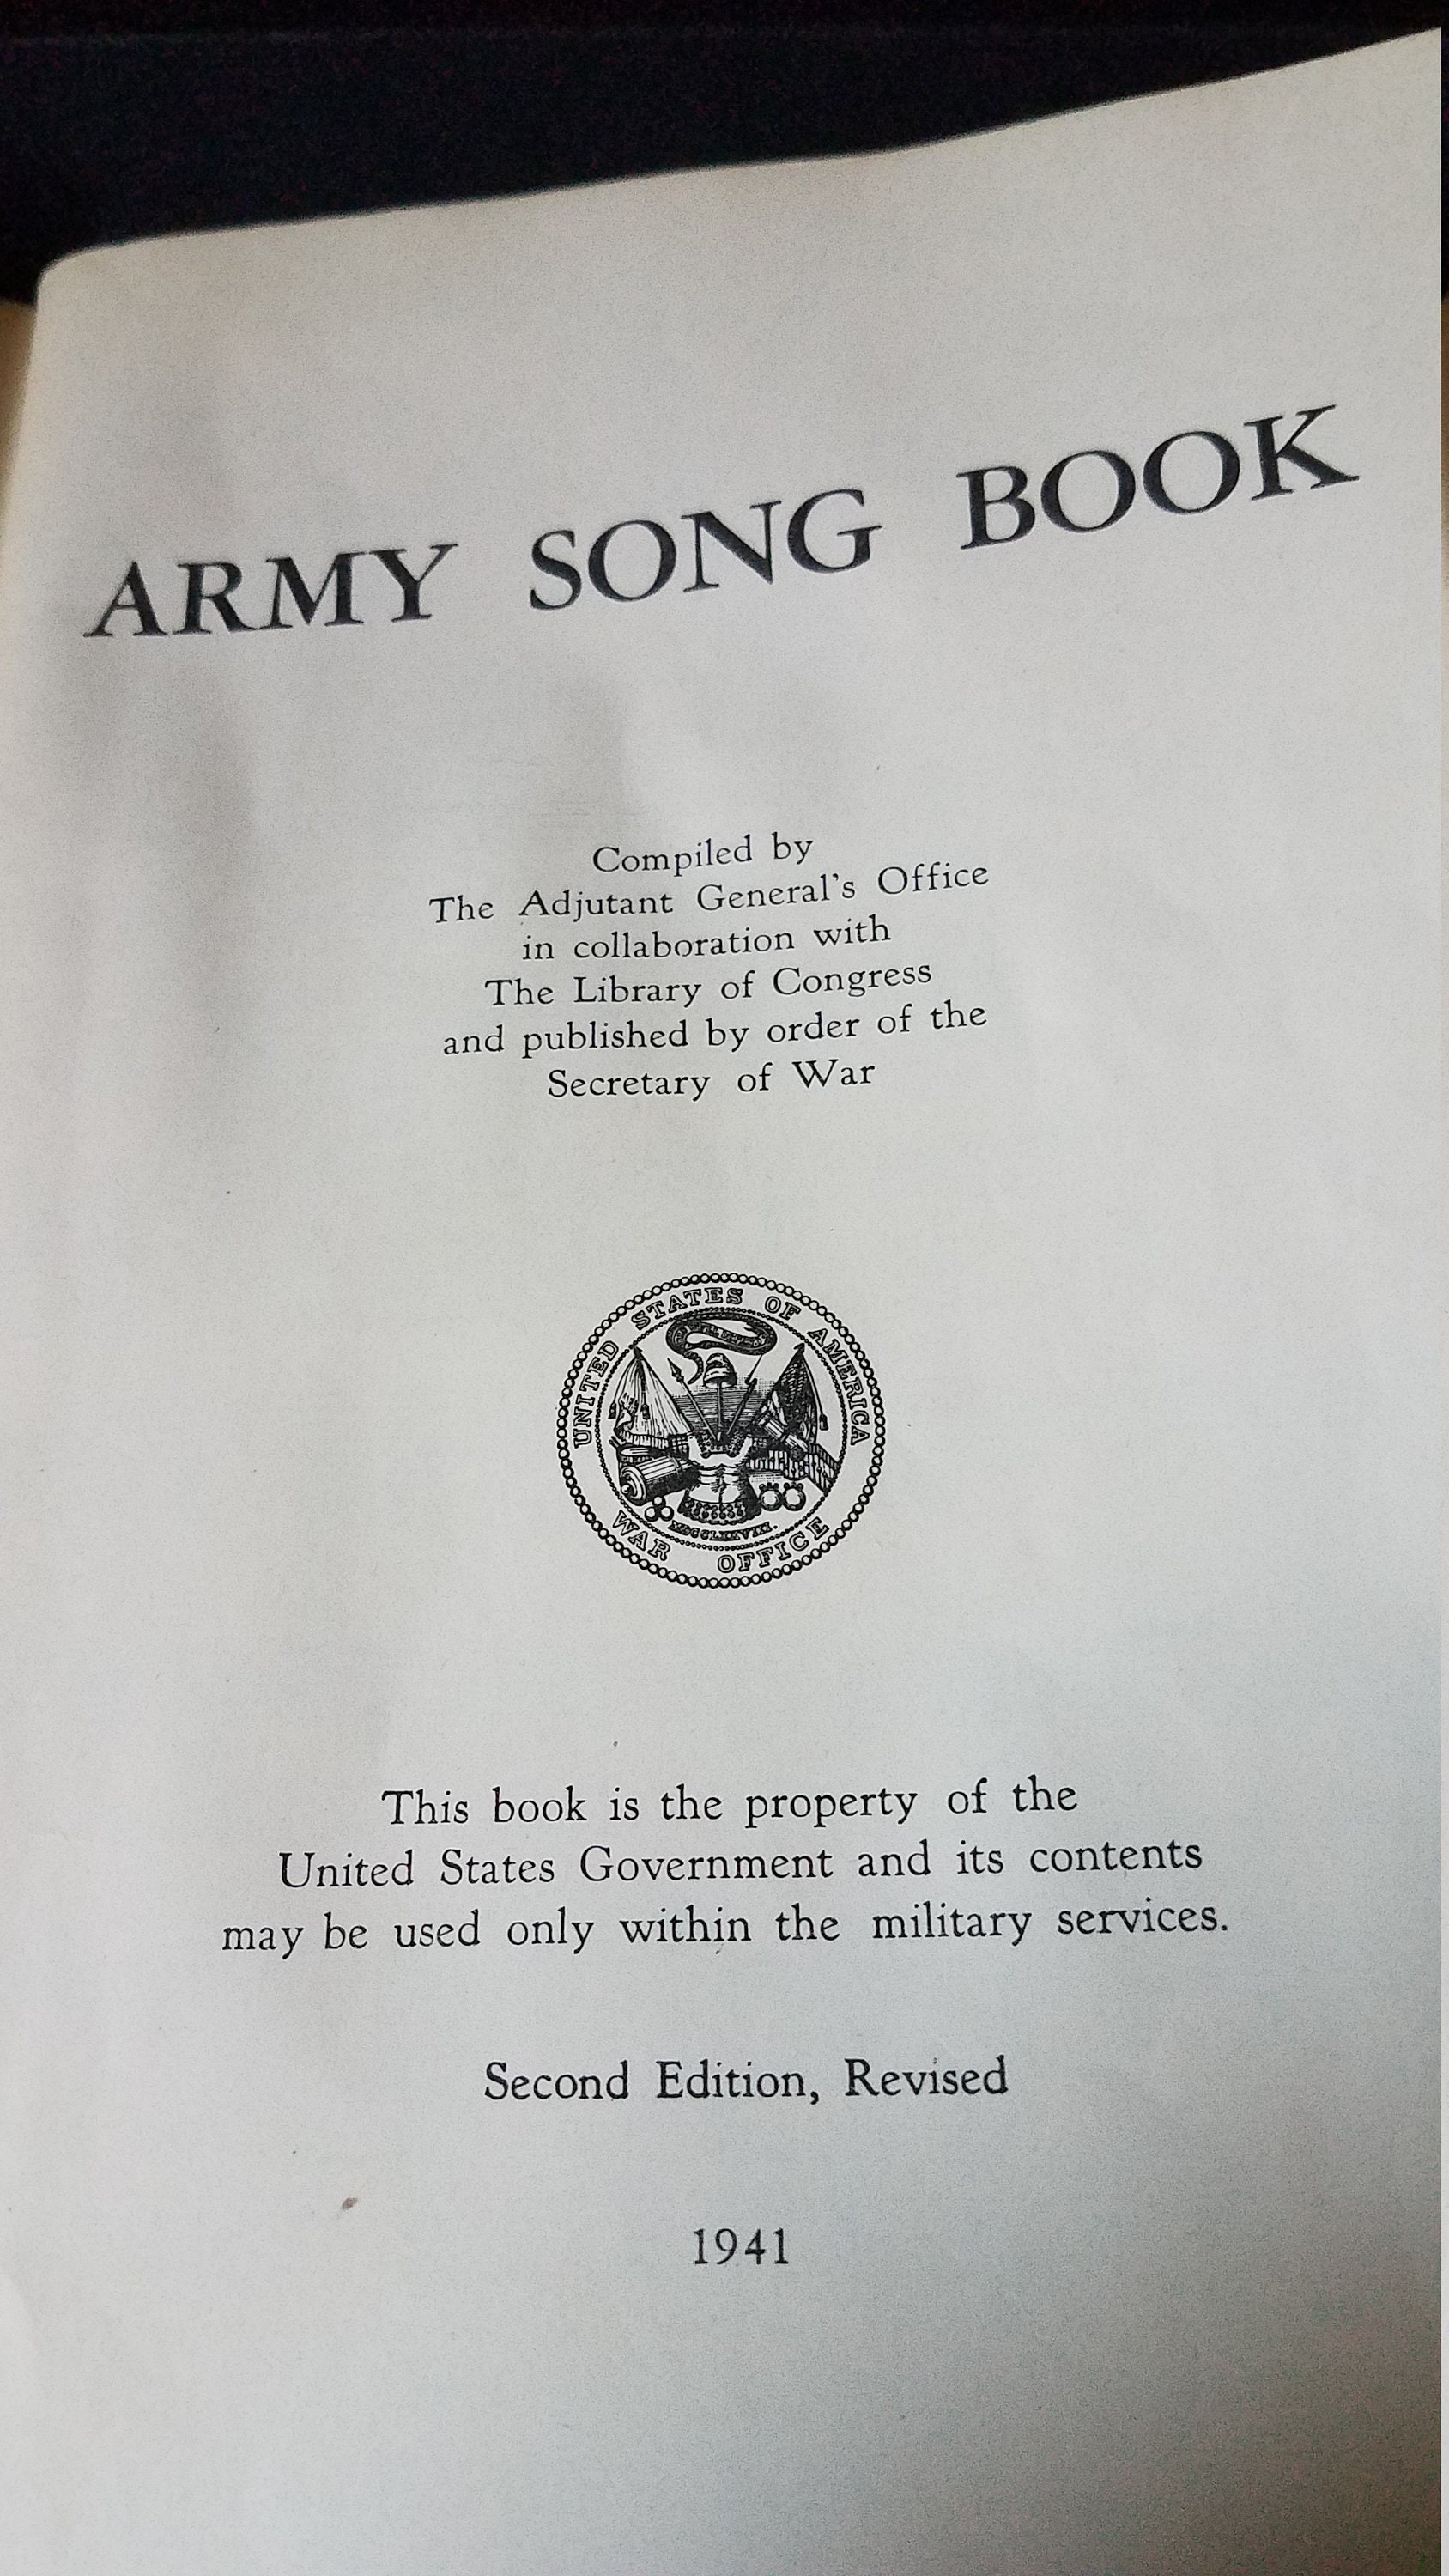 ARMY SONG BOOK
Compiled by
The Adjutant General's Office
in collaboration with
The Library of Congress
and published by order of the
Secretary of War
UNITED STATES OF AMERICA
WAR OFFICE
MDCCLXXVIII.
This book is the property of the
United States Government and its contents
may be used only within the military services.
Second Edition, Revised
1941